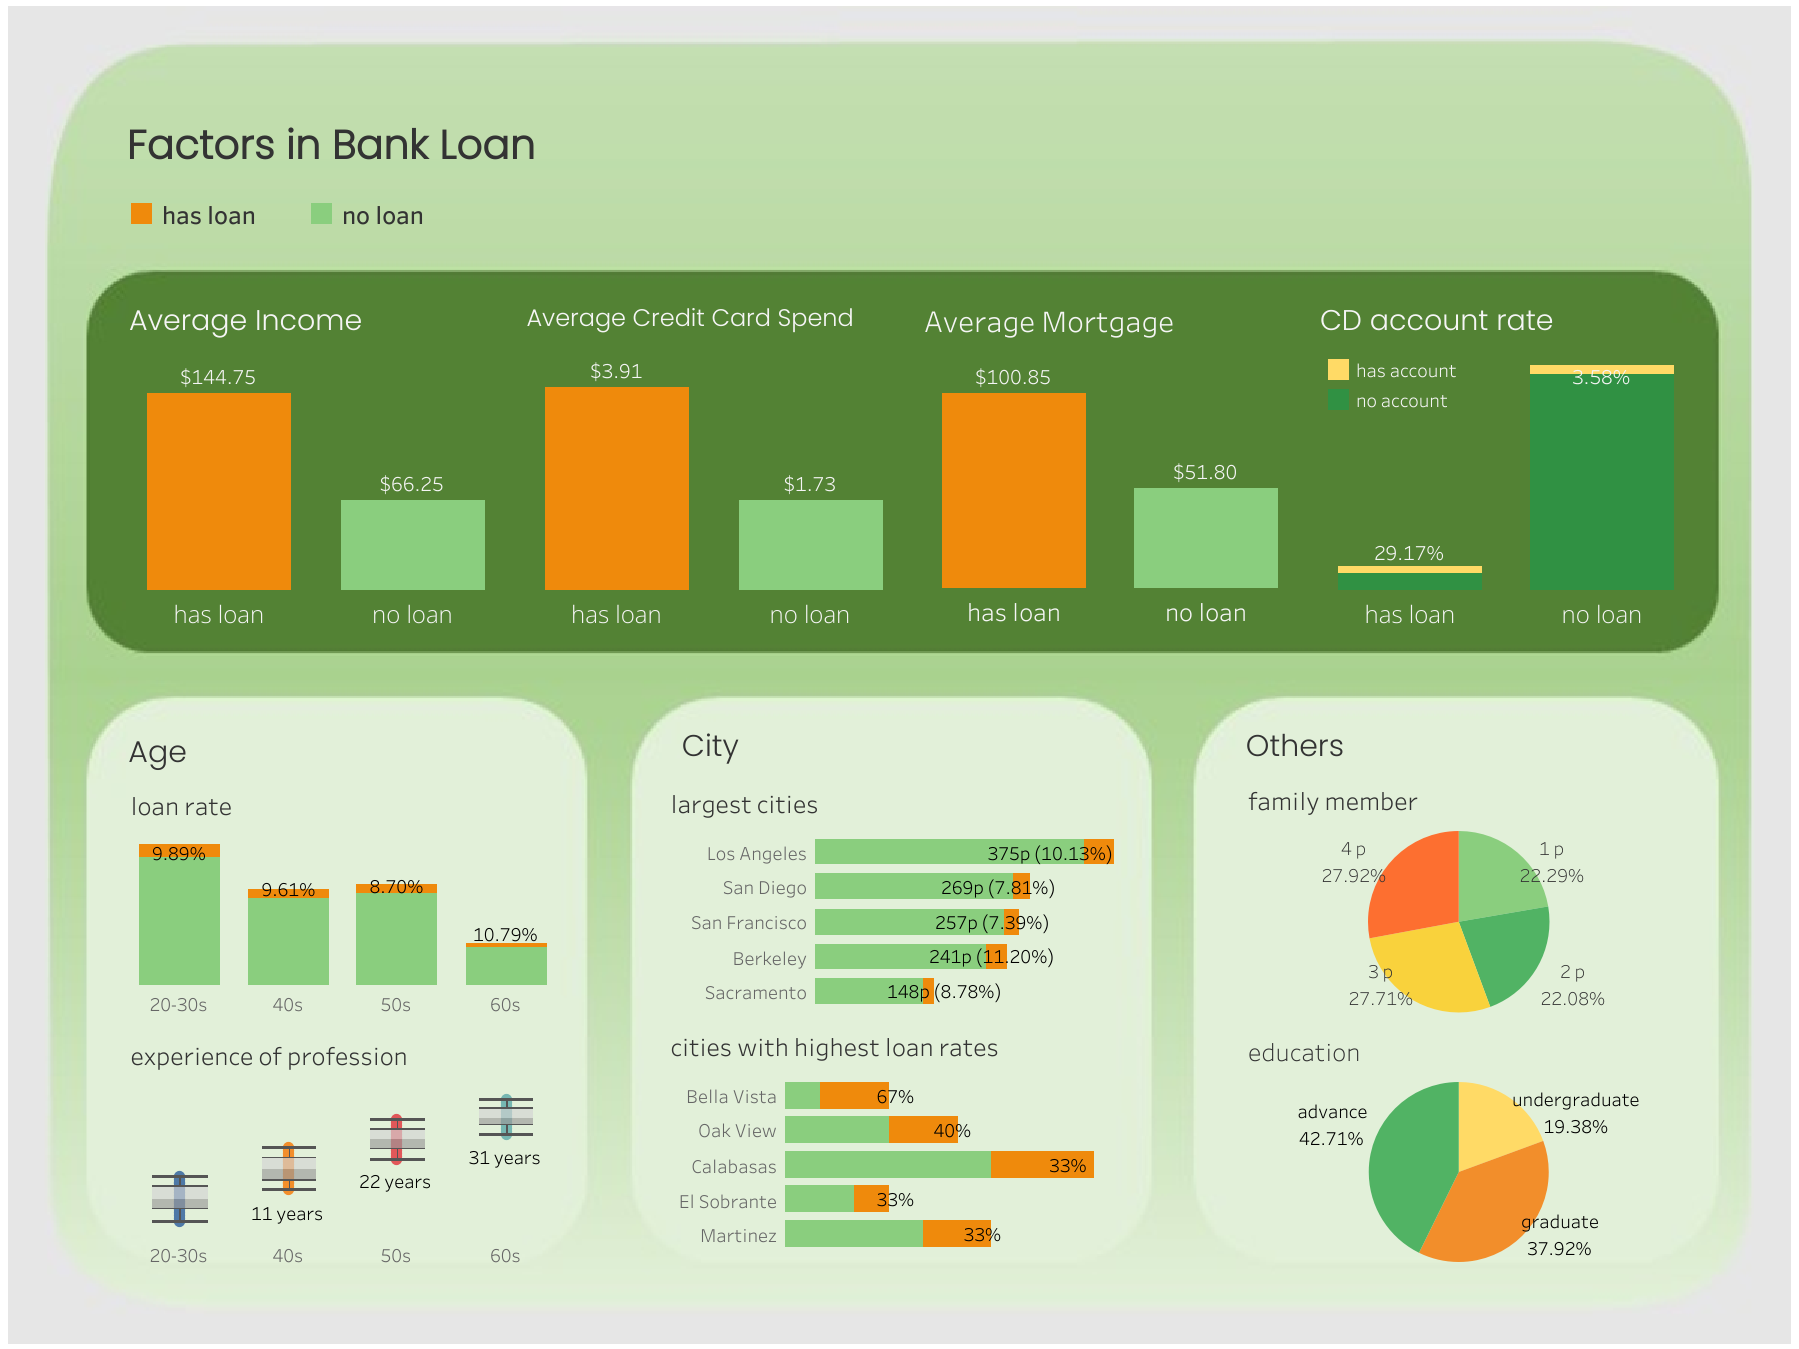 Factors in Bank Loan
has loan
no loan
Average Income
$144.75
$66.25
has loan
no loan
Average Credit Card Spend
$3.91
$1.73
has loan
no loan
Average Mortgage
$100.85
$51.80
has loan
no loan
CD account rate
has account
no account
3.58%
29.17%
has loan
no loan
Age
loan rate
9.89%
9.61%
8.70%
10.79%
20-30s
40s
50s
60s
experience of profession
31 years
22 years
11 years
20-30s
40s
50s
60s
City
largest cities
Los Angeles 375p (10.13%)
San Diego 269p (7.81%)
San Francisco 257p (7.39%)
Berkeley 241p (11.20%)
Sacramento 148p (8.78%)
cities with highest loan rates
Bella Vista 67%
Oak View 40%
Calabasas 33%
El Sobrante 33%
Martinez 33%
Others
family member
4 p
27.92%
1 p
22.29%
3 p
27.71%
2 p
22.08%
education
advance
42.71%
undergraduate
19.38%
graduate
37.92%